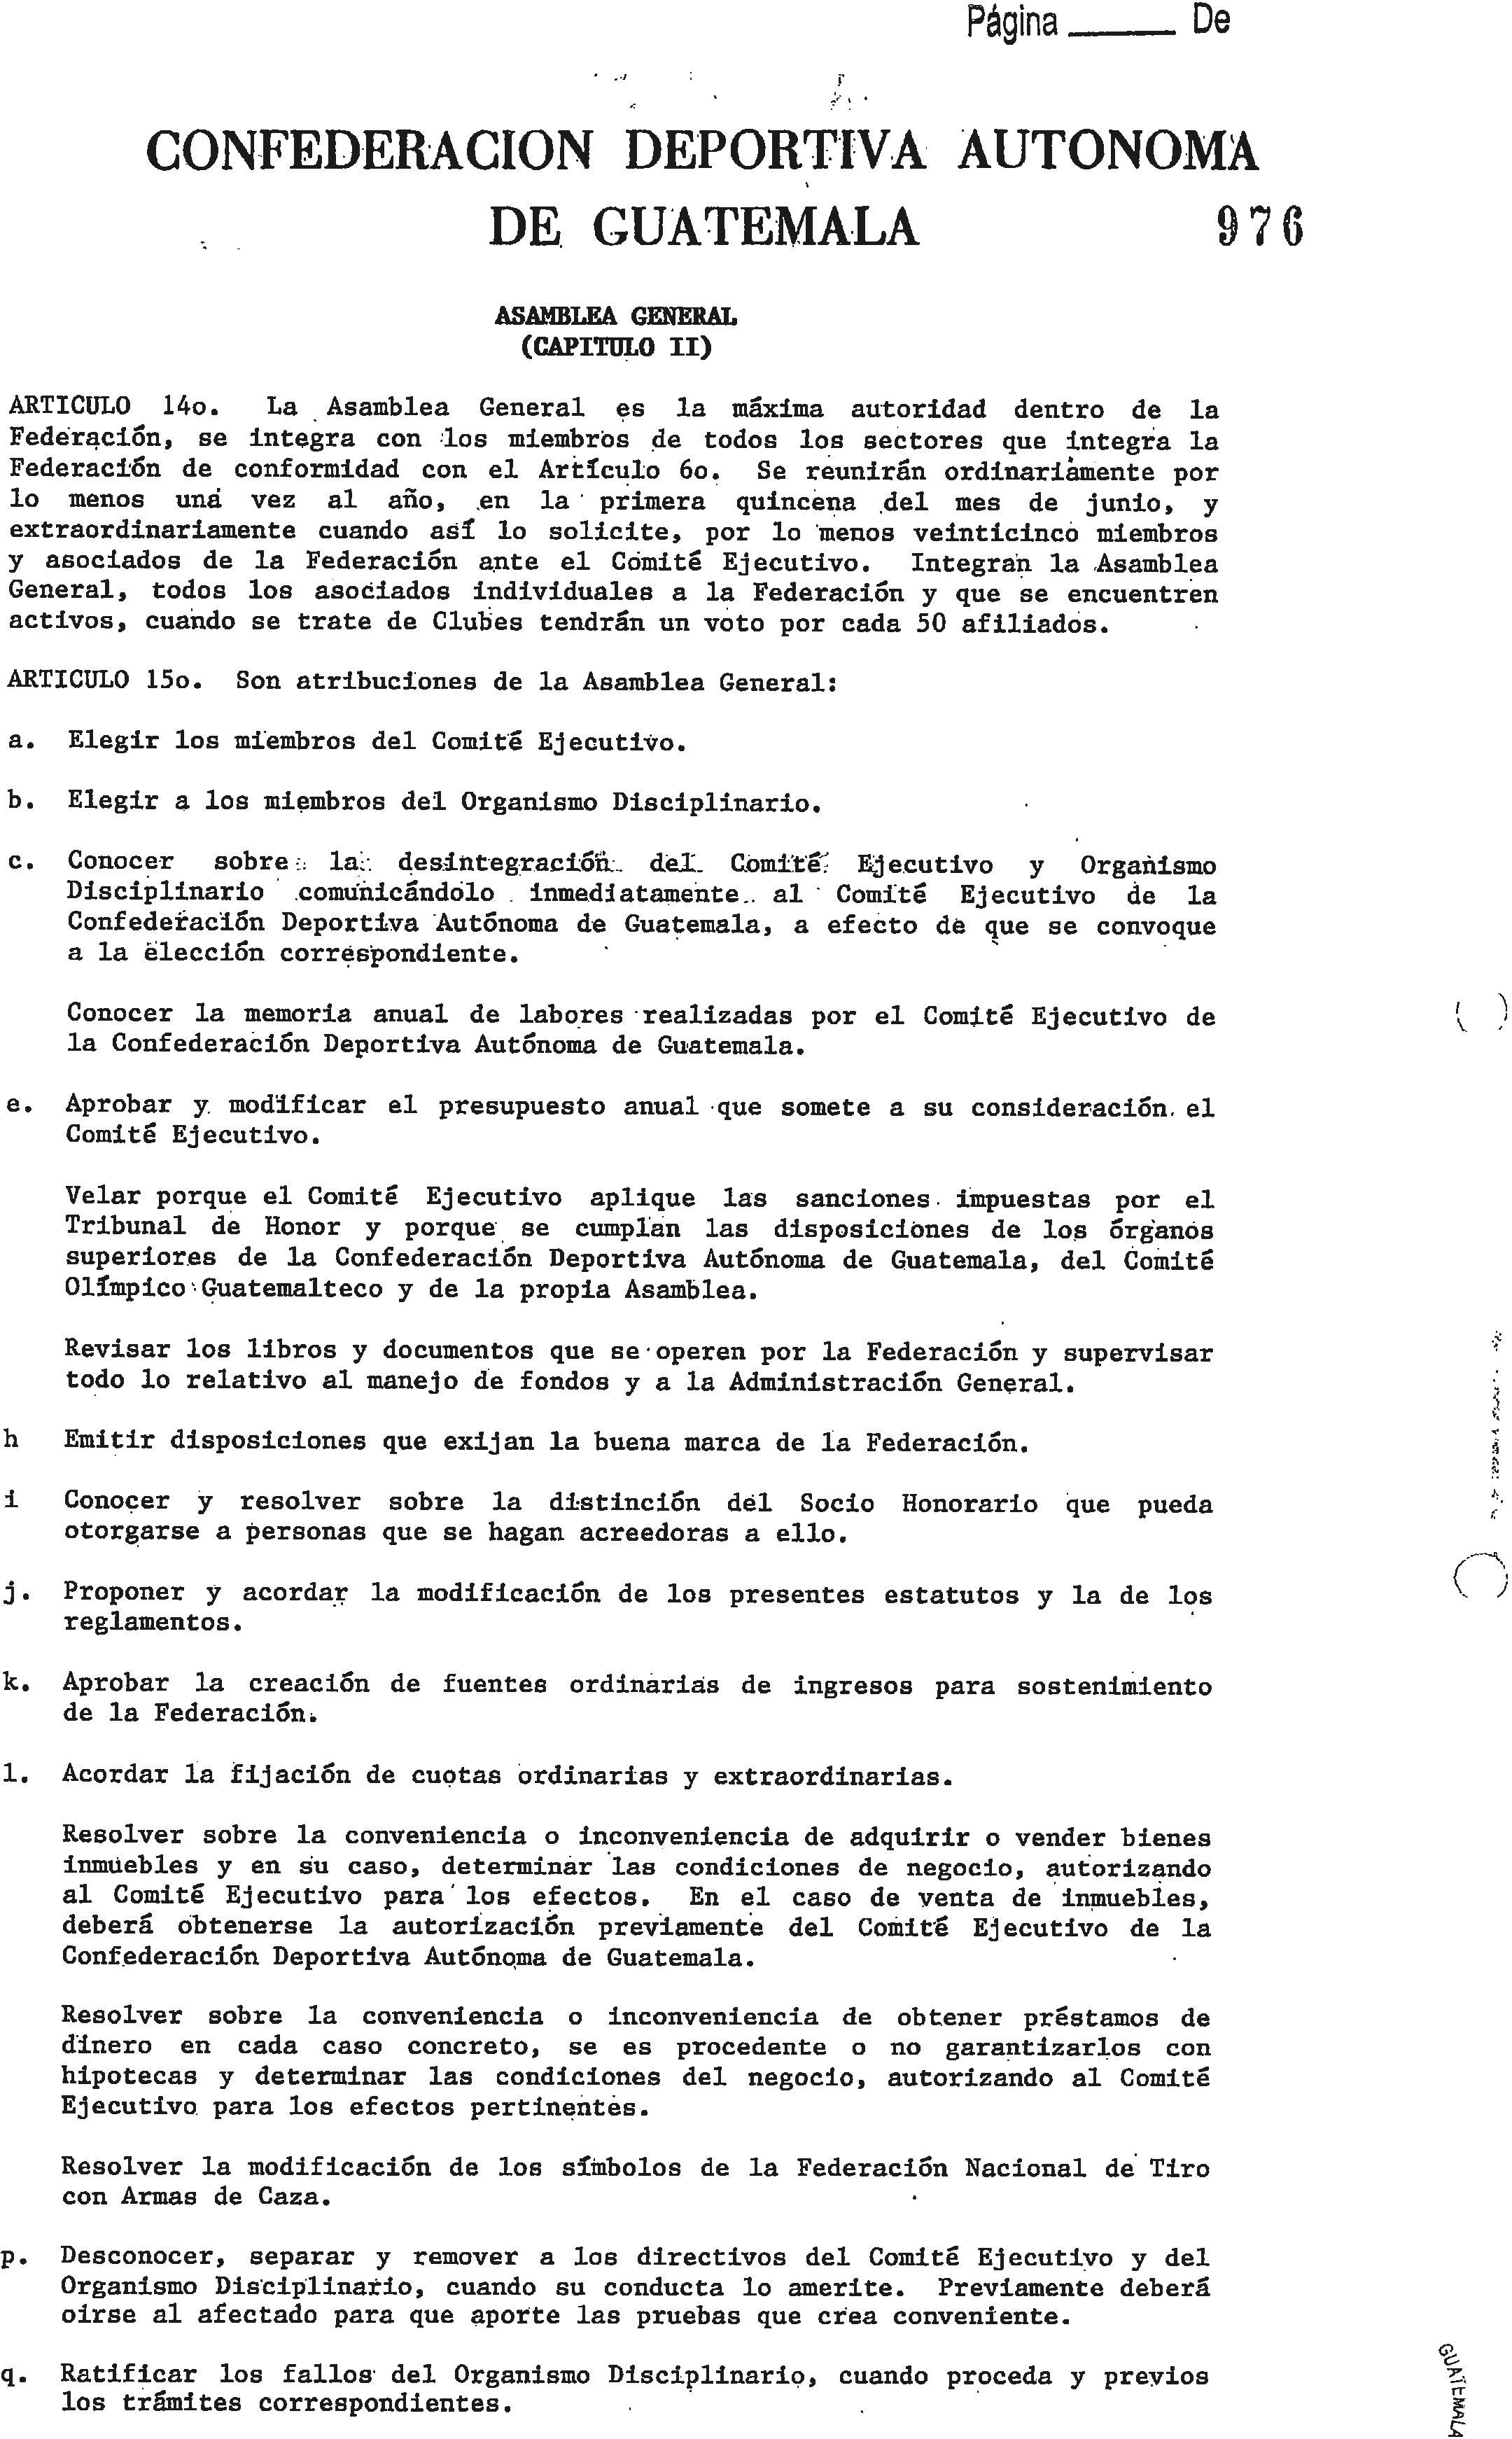 Página ______ De
CONFEDERACION DEPORTIVA AUTONOMA
DE GUATEMALA
976
ASAMBLEA GENERAL
(CAPITULO II)
ARTICULO 14o. La Asamblea General es la máxima autoridad dentro de la
Federación, se integra con los miembros de todos los sectores que integra la
Federación de conformidad con el Artículo 6o. Se reunirán ordinariamente por
lo menos una vez al año, en la primera quincena del mes de junio, y
extraordinariamente cuando así lo solicite, por lo menos veinticinco miembros
y asociados de la Federación ante el Comité Ejecutivo. Integran la Asamblea
General, todos los asociados individuales a la Federación y que se encuentren
activos, cuando se trate de Clubes tendrán un voto por cada 50 afiliados.
ARTICULO 15o. Son atribuciones de la Asamblea General:
a. Elegir los miembros del Comité Ejecutivo.
b. Elegir a los miembros del Organismo Disciplinario.
c. Conocer sobre la desintegración del Comité Ejecutivo y Organismo
Disciplinario comunicándolo inmediatamente al Comité Ejecutivo de la
Confederación Deportiva Autónoma de Guatemala, a efecto de que se convoque
a la elección correspondiente.
Conocer la memoria anual de labores realizadas por el Comité Ejecutivo de
la Confederación Deportiva Autónoma de Guatemala.
e. Aprobar y modificar el presupuesto anual que somete a su consideración el
Comité Ejecutivo.
Velar porque el Comité Ejecutivo aplique las sanciones impuestas por el
Tribunal de Honor y porque se cumplan las disposiciones de los órganos
superiores de la Confederación Deportiva Autónoma de Guatemala, del Comité
Olímpico Guatemalteco y de la propia Asamblea.
Revisar los libros y documentos que se operen por la Federación y supervisar
todo lo relativo al manejo de fondos y a la Administración General.
h Emitir disposiciones que exijan la buena marca de la Federación.
i Conocer y resolver sobre la distinción del Socio Honorario que pueda
otorgarse a personas que se hagan acreedoras a ello.
j. Proponer y acordar la modificación de los presentes estatutos y la de los
reglamentos.
k. Aprobar la creación de fuentes ordinarias de ingresos para sostenimiento
de la Federación.
l. Acordar la fijación de cuotas ordinarias y extraordinarias.
Resolver sobre la conveniencia o inconveniencia de adquirir o vender bienes
inmuebles y en su caso, determinar las condiciones de negocio, autorizando
al Comité Ejecutivo para los efectos. En el caso de venta de inmuebles,
deberá obtenerse la autorización previamente del Comité Ejecutivo de la
Confederación Deportiva Autónoma de Guatemala.
Resolver sobre la conveniencia o inconveniencia de obtener préstamos de
dinero en cada caso concreto, se es procedente o no garantizarlos con
hipotecas y determinar las condiciones del negocio, autorizando al Comité
Ejecutivo para los efectos pertinentes.
Resolver la modificación de los símbolos de la Federación Nacional de Tiro
con Armas de Caza.
p. Desconocer, separar y remover a los directivos del Comité Ejecutivo y del
Organismo Disciplinario, cuando su conducta lo amerite. Previamente deberá
oirse al afectado para que aporte las pruebas que crea conveniente.
q. Ratificar los fallos del Organismo Disciplinario, cuando proceda y previos
los trámites correspondientes.
GUATEMALA